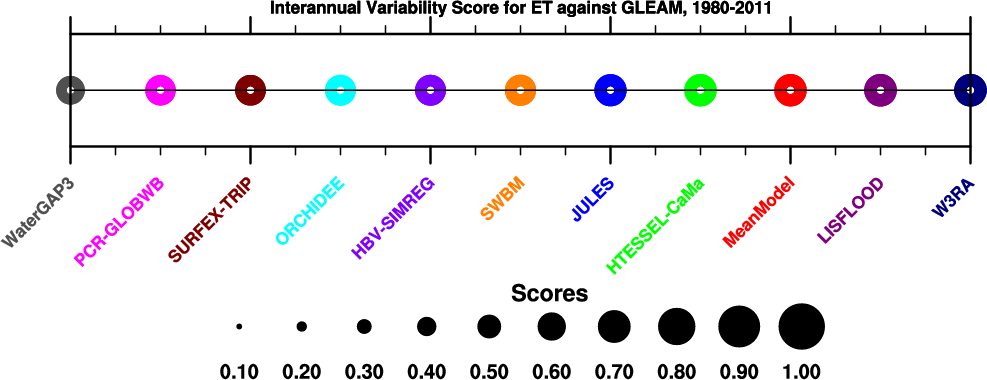 Interannual Variability Score for ET against GLEAM, 1980-2011
WaterGAP3
PCR-GLOBWB
SURFEX-TRIP
ORCHIDEE
HBV-SIMREG
SWBM
JULES
HTESSEL-CaMa
MeanModel
LISFLOOD
W3RA
Scores
0.10 0.20 0.30 0.40 0.50 0.60 0.70 0.80 0.90 1.00